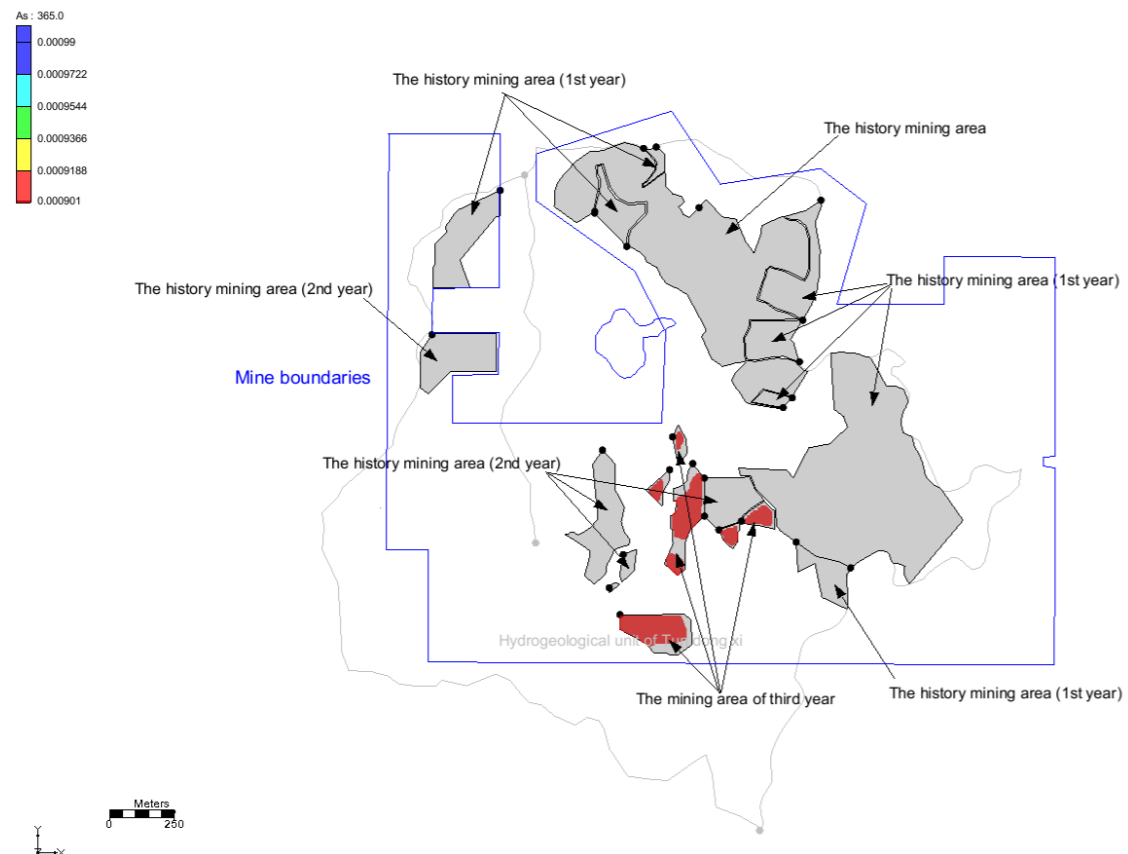 As : 365.0
0.00099
0.0009722
0.0009544
0.0009366
0.0009188
0.000901
The history mining area (1st year)
The history mining area
The history mining area (2nd year)
The history mining area (1st year)
Mine boundaries
The history mining area (2nd year)
Hydrogeological unit of Tuaidong xi
The mining area of third year
The history mining area (1st year)
Meters
0 250
Y
Z X